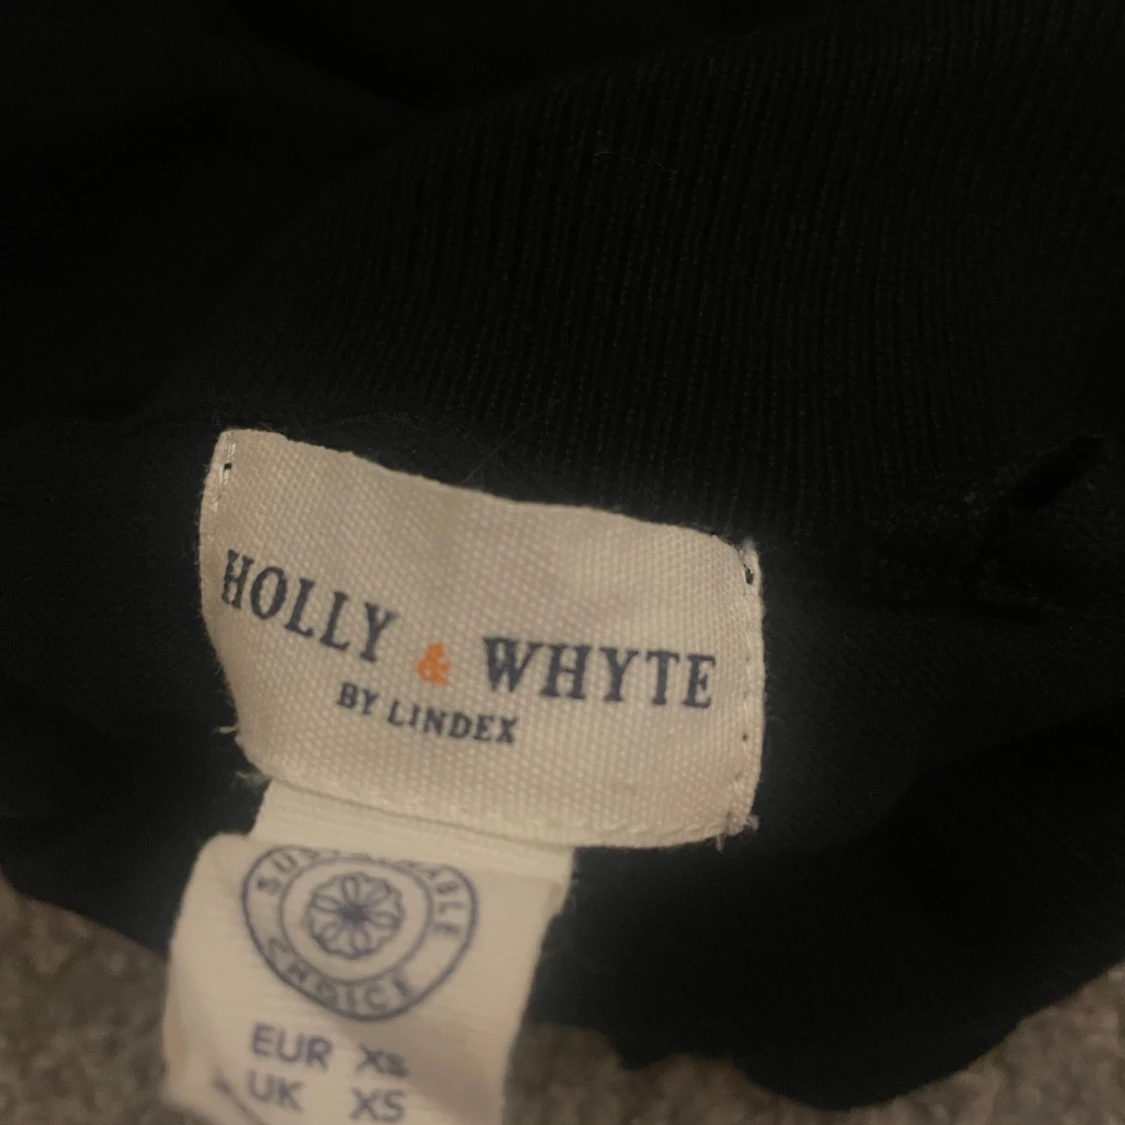 HOLLY & WHYTE
BY LINDEX
SUSTAINABLE
CHOICE
EUR XS
UK XS